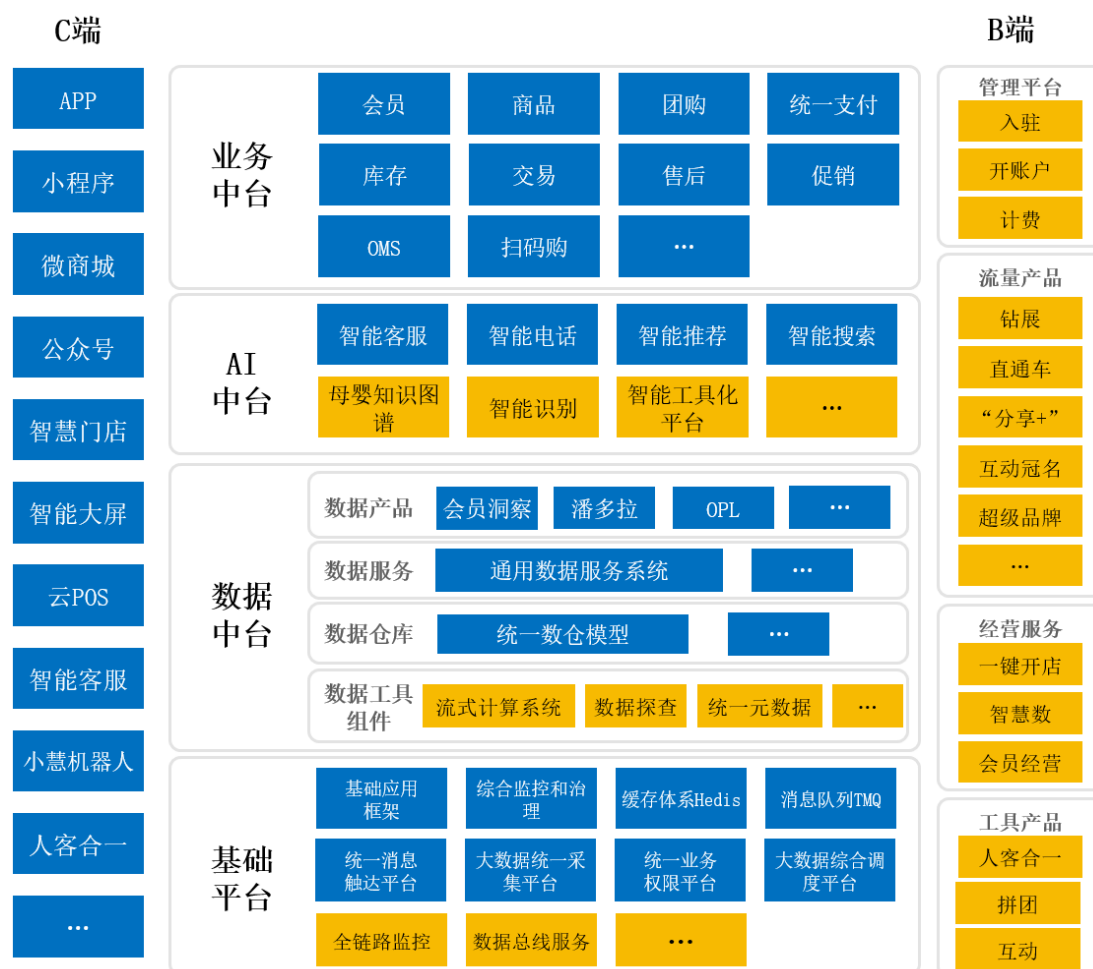 C端
APP
小程序
微商城
公众号
智慧门店
智能大屏
云POS
智能客服
小慧机器人
人客合一
…
业务
中台
会员
商品
团购
统一支付
库存
交易
售后
促销
OMS
扫码购
…
AI
中台
智能客服
智能电话
智能推荐
智能搜索
母婴知识图
谱
智能识别
智能工具化
平台
…
数据
中台
数据产品
会员洞察
潘多拉
OPL
…
数据服务
通用数据服务系统
…
数据仓库
统一数仓模型
…
数据工具
组件
流式计算系统
数据探查
统一元数据
…
基础
平台
基础应用
框架
综合监控和治
理
缓存体系Hedis
消息队列TMQ
统一消息
触达平台
大数据统一采
集平台
统一业务
权限平台
大数据综合调
度平台
全链路监控
数据总线服务
…
B端
管理平台
入驻
开账户
计费
流量产品
钻展
直通车
“分享+”
互动冠名
超级品牌
…
经营服务
一键开店
智慧数
会员经营
工具产品
人客合一
拼团
互动